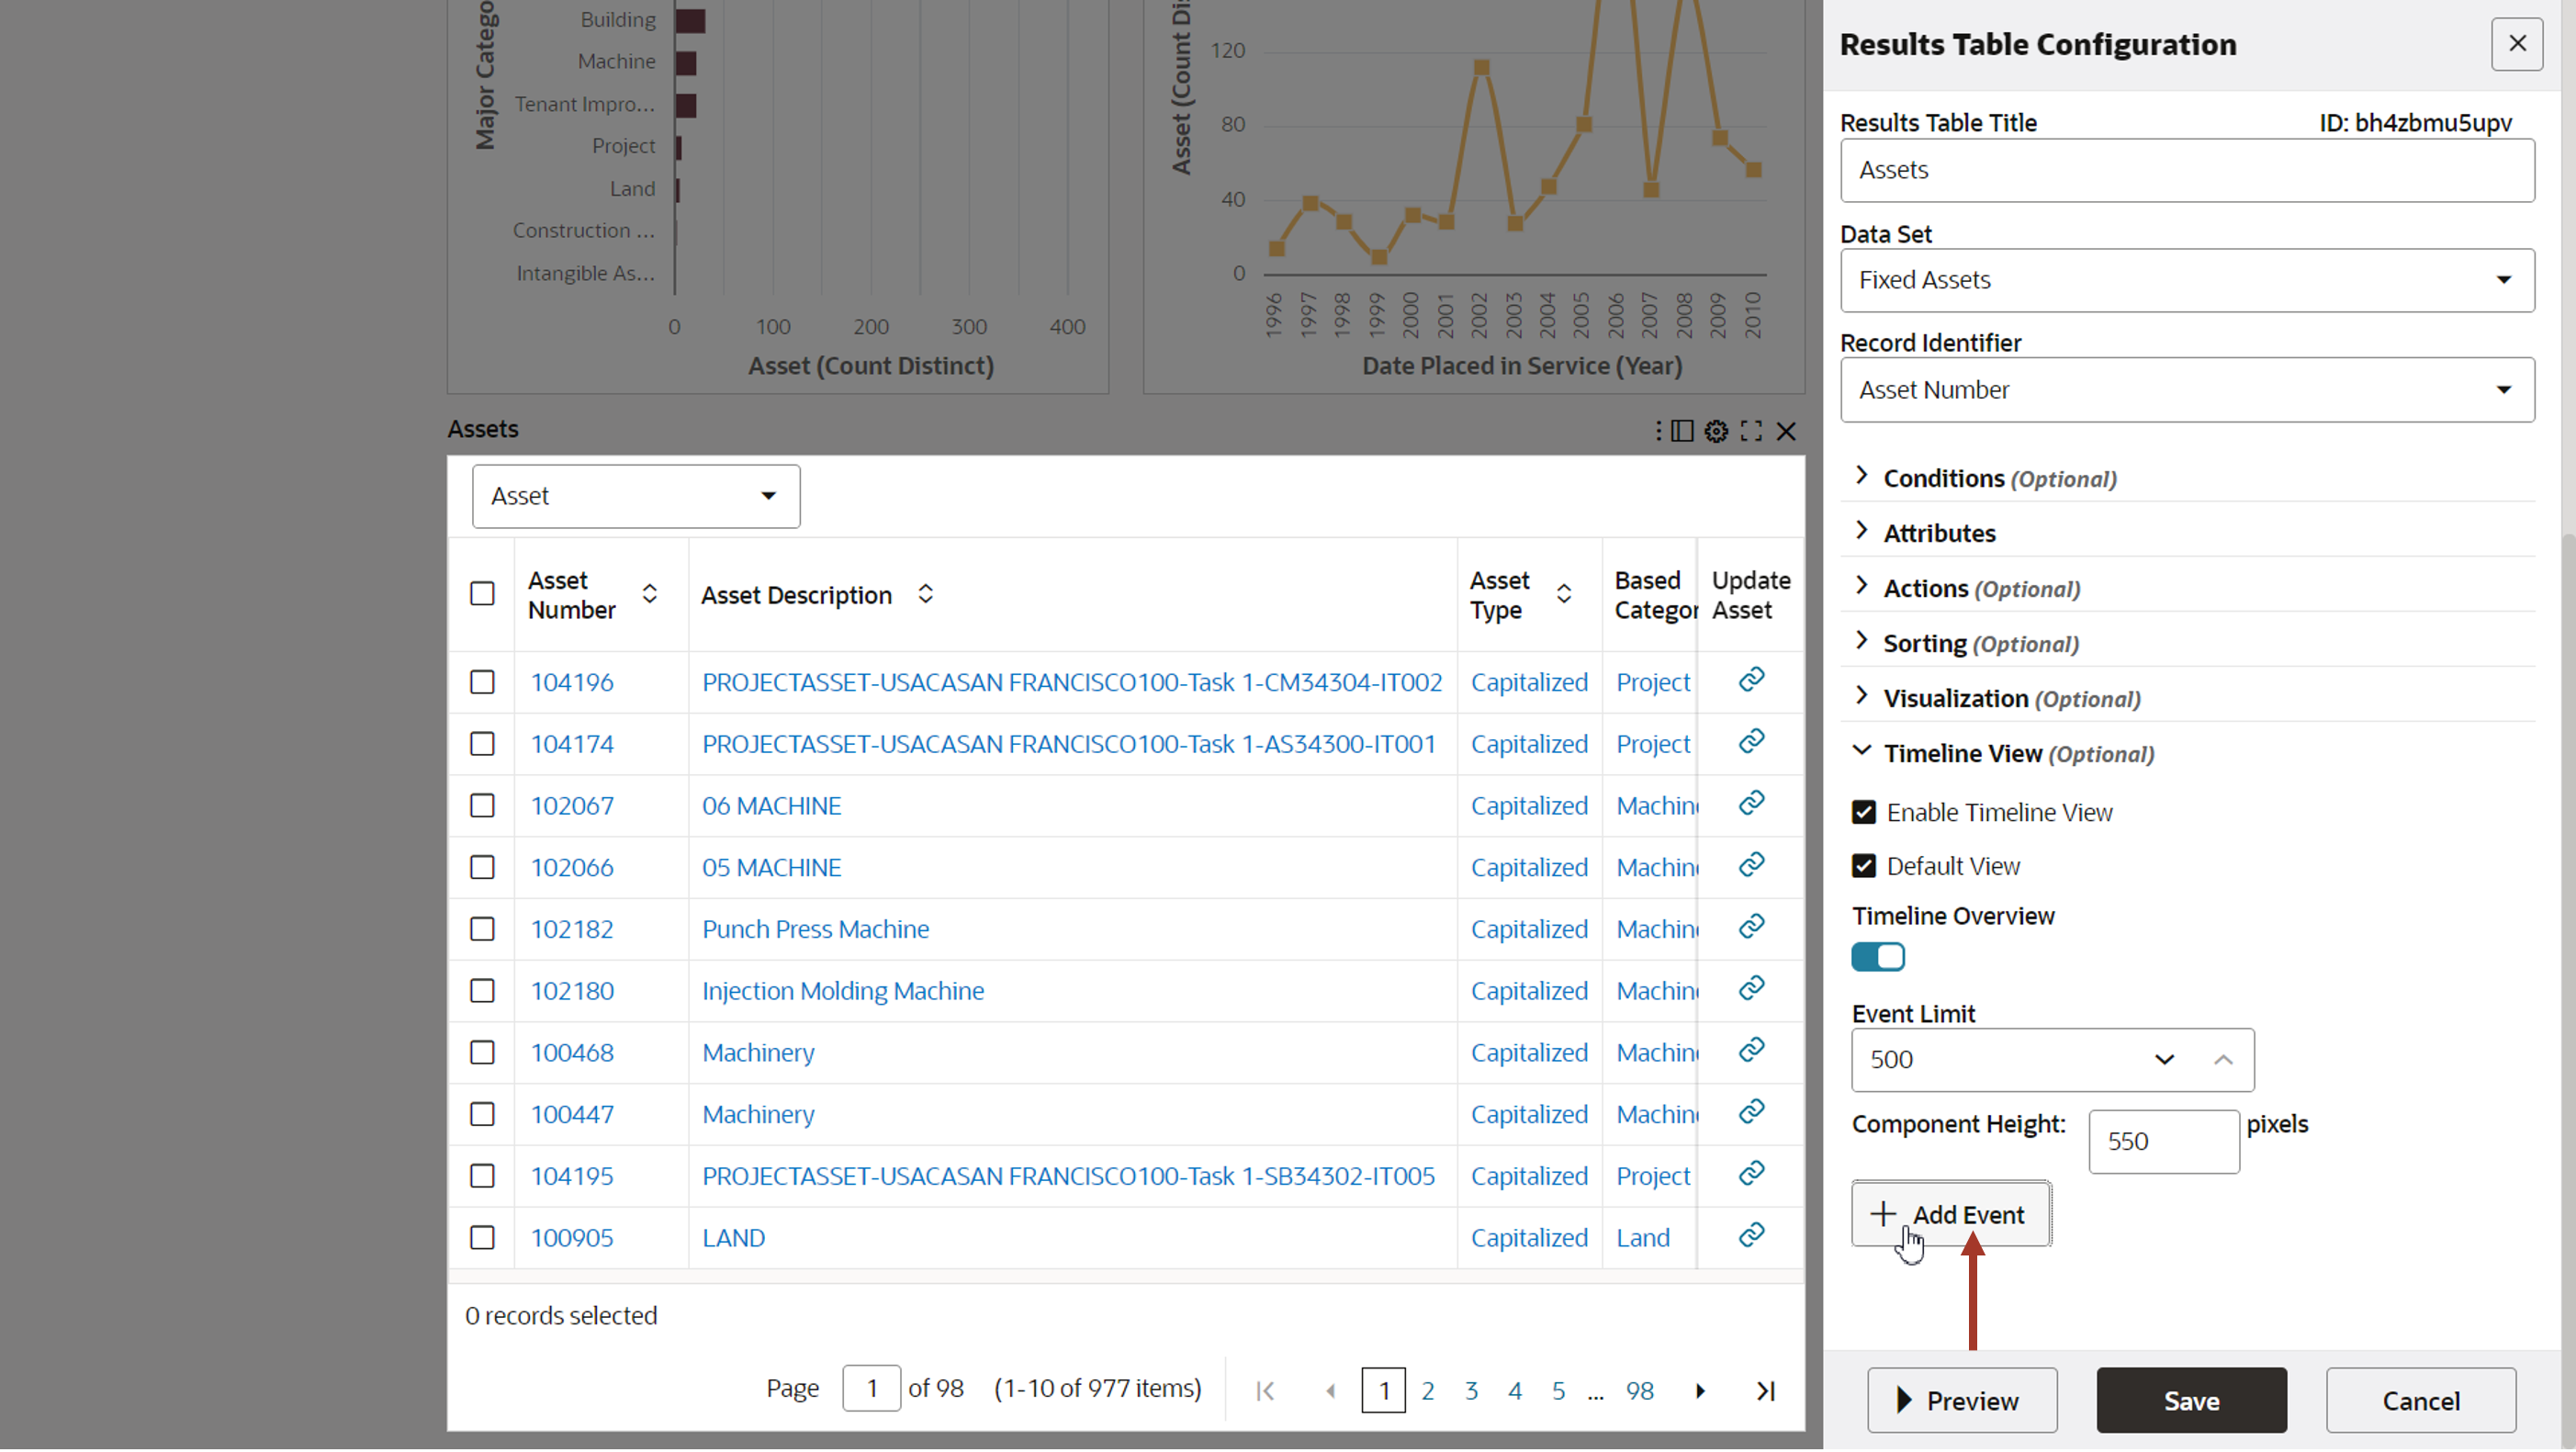 Major Catego
Building
Machine
Tenant Impro...
Project
Land
Construction ...
Intangible As...
0 100 200 300 400
Asset (Count Distinct)
Asset (Count Dis
120
80
40
0
1996 1997 1998 1999 2000 2001 2002 2003 2004 2005 2006 2007 2008 2009 2010
Date Placed in Service (Year)
Assets
Asset
Asset Number Asset Description Asset Type Based Categor Update Asset
104196 PROJECTASSET-USACASAN FRANCISCO100-Task 1-CM34304-IT002 Capitalized Project
104174 PROJECTASSET-USACASAN FRANCISCO100-Task 1-AS34300-IT001 Capitalized Project
102067 06 MACHINE Capitalized Machin
102066 05 MACHINE Capitalized Machin
102182 Punch Press Machine Capitalized Machin
102180 Injection Molding Machine Capitalized Machin
100468 Machinery Capitalized Machin
100447 Machinery Capitalized Machin
104195 PROJECTASSET-USACASAN FRANCISCO100-Task 1-SB34302-IT005 Capitalized Project
100905 LAND Capitalized Land
0 records selected
Page 1 of 98 (1-10 of 977 items) 1 2 3 4 5 ... 98
Results Table Configuration
Results Table Title ID: bh4zbmu5upv
Assets
Data Set
Fixed Assets
Record Identifier
Asset Number
Conditions (Optional)
Attributes
Actions (Optional)
Sorting (Optional)
Visualization (Optional)
Timeline View (Optional)
Enable Timeline View
Default View
Timeline Overview
Event Limit
500
Component Height: 550 pixels
Add Event
Preview Save Cancel